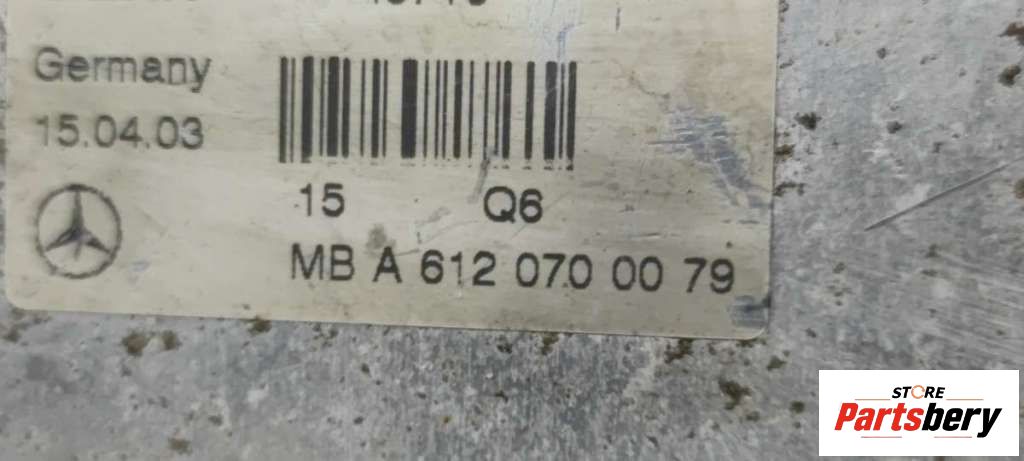 Germany
15.04.03
15 Q6
MB A 612 070 00 79
STORE
Partsbery